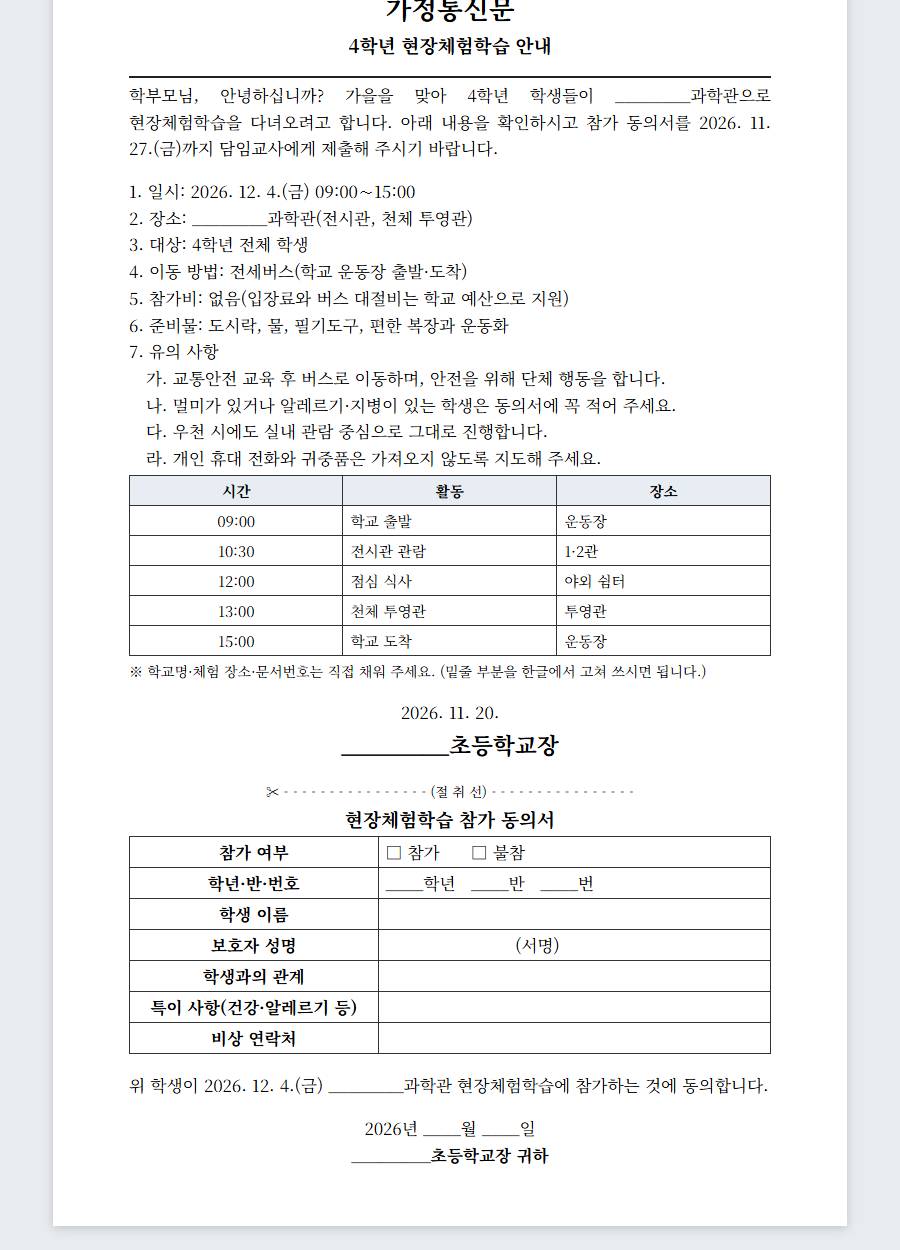 가정통신문
4학년 현장체험학습 안내
학부모님, 안녕하십니까? 가을을 맞아 4학년 학생들이 ________과학관으로
현장체험학습을 다녀오려고 합니다. 아래 내용을 확인하시고 참가 동의서를 2026. 11.
27.(금)까지 담임교사에게 제출해 주시기 바랍니다.
1. 일시: 2026. 12. 4.(금) 09:00~15:00
2. 장소: ________과학관(전시관, 천체 투영관)
3. 대상: 4학년 전체 학생
4. 이동 방법: 전세버스(학교 운동장 출발·도착)
5. 참가비: 없음(입장료와 버스 대절비는 학교 예산으로 지원)
6. 준비물: 도시락, 물, 필기도구, 편한 복장과 운동화
7. 유의 사항
가. 교통안전 교육 후 버스로 이동하며, 안전을 위해 단체 행동을 합니다.
나. 멀미가 있거나 알레르기·지병이 있는 학생은 동의서에 꼭 적어 주세요.
다. 우천 시에도 실내 관람 중심으로 그대로 진행합니다.
라. 개인 휴대 전화와 귀중품은 가져오지 않도록 지도해 주세요.
시간 활동 장소
09:00 학교 출발 운동장
10:30 전시관 관람 1·2관
12:00 점심 식사 야외 쉼터
13:00 천체 투영관 투영관
15:00 학교 도착 운동장
※ 학교명·체험 장소·문서번호는 직접 채워 주세요. (밑줄 부분을 한글에서 고쳐 쓰시면 됩니다.)
2026. 11. 20.
________초등학교장
✂ - - - - - - - - - - - - - - - - (절 취 선) - - - - - - - - - - - - - - - -
현장체험학습 참가 동의서
참가 여부 □ 참가 □ 불참
학년·반·번호 ____학년 ____반 ____번
학생 이름
보호자 성명 (서명)
학생과의 관계
특이 사항(건강·알레르기 등)
비상 연락처
위 학생이 2026. 12. 4.(금) ________과학관 현장체험학습에 참가하는 것에 동의합니다.
2026년 ____월 ____일
________초등학교장 귀하